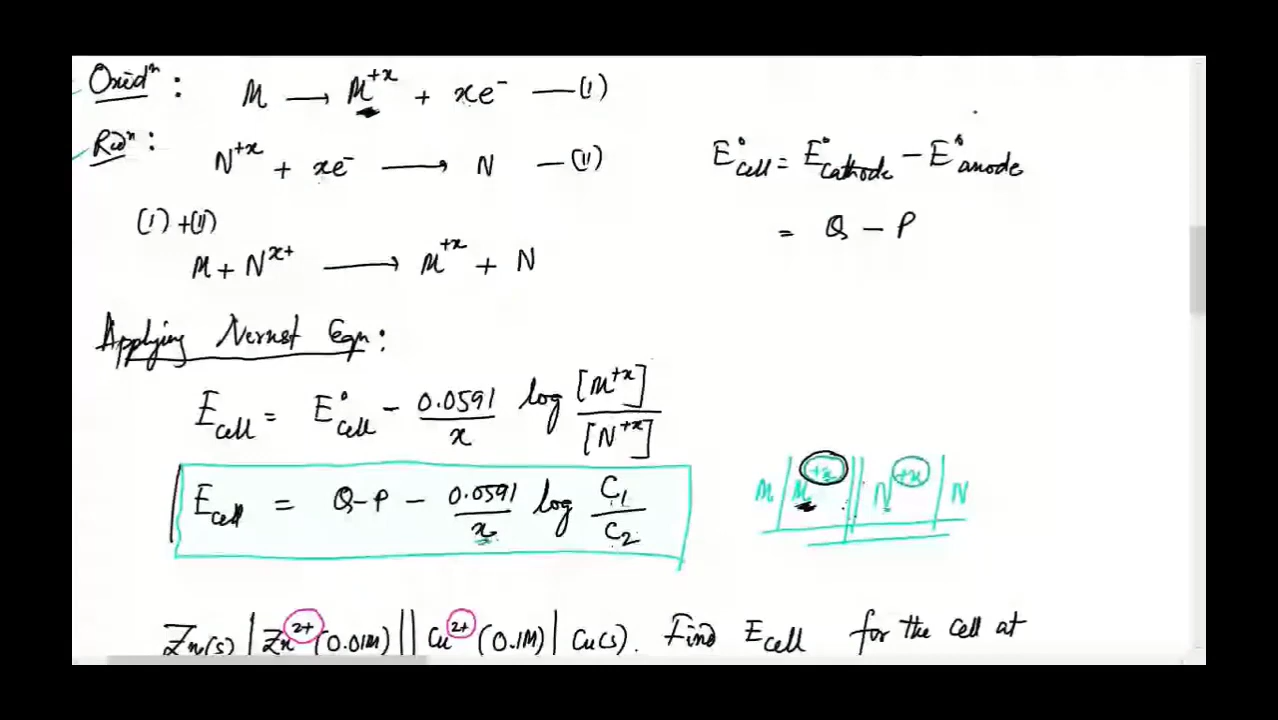 Oxidⁿ : M ⟶ M⁺ˣ + xe⁻ —(I)
Redⁿ : N⁺ˣ + xe⁻ ⟶ N —(II)
E°cell = E°cathode − E°anode
= Q − P
(I) + (II)
M + Nˣ⁺ ⟶ M⁺ˣ + N
Applying Nernst Eqn :
Ecell = E°cell − 0.0591/x log [M⁺ˣ]/[N⁺ˣ]
Ecell = Q − P − 0.0591/x log C₁/C₂
M | M⁺ˣ || N⁺ˣ | N
Zn(s) | Zn²⁺ (0.01M) || Cu²⁺ (0.1M) | Cu(s). Find Ecell for the cell at